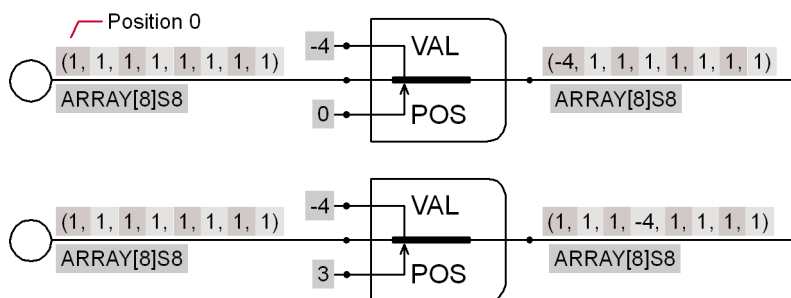 Position 0
-4 VAL
(1, 1, 1, 1, 1, 1, 1, 1) (-4, 1, 1, 1, 1, 1, 1, 1)
ARRAY[8]S8 ARRAY[8]S8
0 POS
-4 VAL
(1, 1, 1, 1, 1, 1, 1, 1) (1, 1, 1, -4, 1, 1, 1, 1)
ARRAY[8]S8 ARRAY[8]S8
3 POS